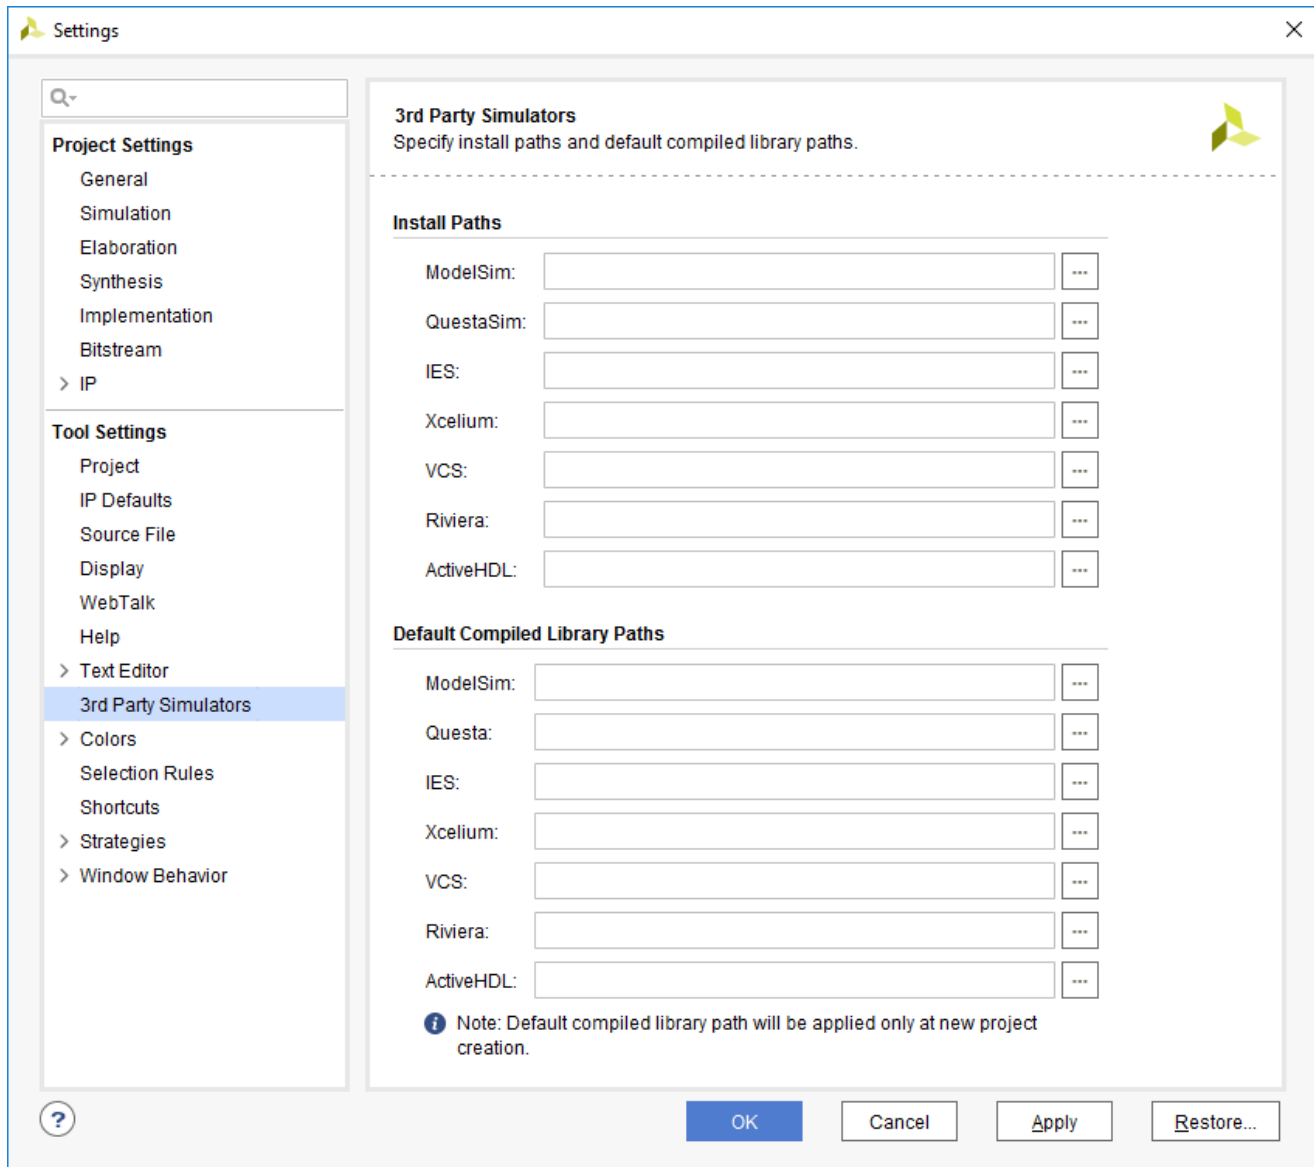 Settings
Project Settings
General
Simulation
Elaboration
Synthesis
Implementation
Bitstream
IP
Tool Settings
Project
IP Defaults
Source File
Display
WebTalk
Help
Text Editor
3rd Party Simulators
Colors
Selection Rules
Shortcuts
Strategies
Window Behavior
3rd Party Simulators
Specify install paths and default compiled library paths.
Install Paths
ModelSim:
...
QuestaSim:
...
IES:
...
Xcelium:
...
VCS:
...
Riviera:
...
ActiveHDL:
...
Default Compiled Library Paths
ModelSim:
...
Questa:
...
IES:
...
Xcelium:
...
VCS:
...
Riviera:
...
ActiveHDL:
...
Note: Default compiled library path will be applied only at new project
creation.
?
OK
Cancel
Apply
Restore...